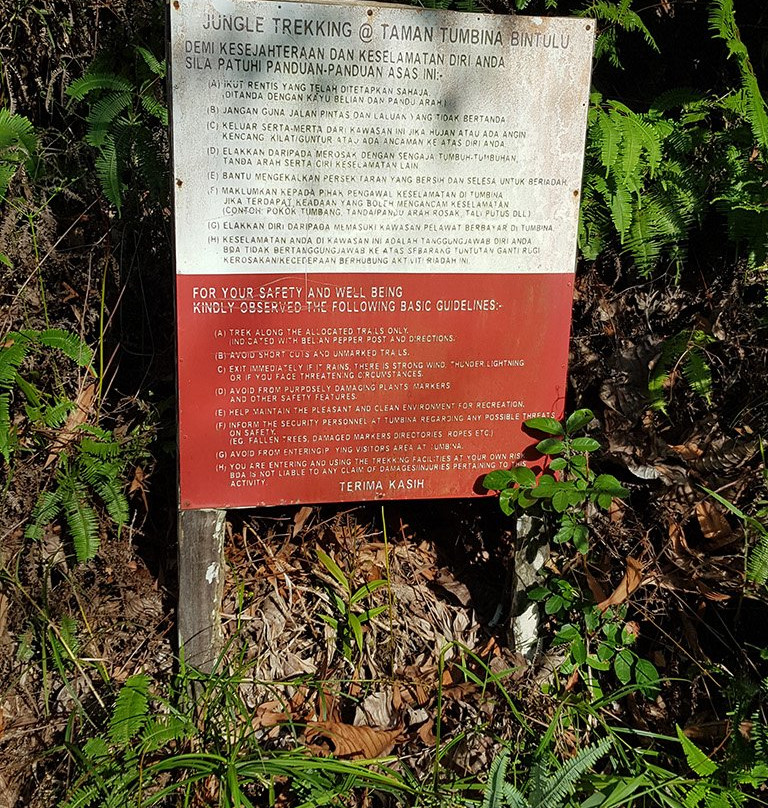 JUNGLE TREKKING @ TAMAN TUMBINA BINTULU
DEMI KESEJAHTERAAN DAN KESELAMATAN DIRI ANDA
SILA PATUHI PANDUAN-PANDUAN ASAS INI:-
(A) IKUT RENTIS YANG TELAH DITETAPKAN SAHAJA.
(DITANDA DENGAN KAYU BELIAN DAN PANDU ARAH)
(B) JANGAN GUNA JALAN PINTAS DAN LALUAN YANG TIDAK BERTANDA
(C) KELUAR SERTA-MERTA DARI KAWASAN INI JIKA HUJAN ATAU ADA ANGIN
KENCANG, KILAT/GUNTUR ATAU ADA ANCAMAN KE ATAS DIRI ANDA
(D) ELAKKAN DARIPADA MEROSAK DENGAN SENGAJA TUMBUH-TUMBUHAN,
TANDA ARAH SERTA CIRI KESELAMATAN LAIN
(E) BANTU MENGEKALKAN PERSEKITARAN YANG BERSIH DAN SELESA UNTUK BERIADAH.
(F) MAKLUMKAN KEPADA PIHAK PENGAWAL KESELAMATAN DI TUMBINA
JIKA TERDAPAT KEADAAN YANG BOLEH MENGANCAM KESELAMATAN
(CONTOH: POKOK TUMBANG, TANDA/PANDU ARAH ROSAK, TALI PUTUS DLL)
(G) ELAKKAN DIRI DARIPADA MEMASUKI KAWASAN PELAWAT BERBAYAR DI TUMBINA.
(H) KESELAMATAN ANDA DI KAWASAN INI ADALAH TANGGUNGJAWAB DIRI ANDA
BDA TIDAK BERTANGGUNGJAWAB KE ATAS SEBARANG TUNTUTAN GANTI RUGI
KEROSAKAN/KECEDERAAN BERHUBUNG AKTIVITI RIADAH INI.
FOR YOUR SAFETY AND WELL BEING
KINDLY OBSERVED THE FOLLOWING BASIC GUIDELINES:-
(A) TREK ALONG THE ALLOCATED TRAILS ONLY.
(INDICATED WITH BELIAN PEPPER POST AND DIRECTIONS.
(B) AVOID SHORT CUTS AND UNMARKED TRAILS.
(C) EXIT IMMEDIATELY IF IT RAINS, THERE IS STRONG WIND, THUNDER LIGHTNING
OR IF YOU FACE THREATENING CIRCUMSTANCES.
(D) AVOID FROM PURPOSELY DAMAGING PLANTS MARKERS
AND OTHER SAFETY FEATURES.
(E) HELP MAINTAIN THE PLEASANT AND CLEAN ENVIRONMENT FOR RECREATION.
(F) INFORM THE SECURITY PERSONNEL AT TUMBINA REGARDING ANY POSSIBLE THREATS
ON SAFETY.
(EG. FALLEN TREES, DAMAGED MARKERS DIRECTORIES ROPES ETC)
(G) AVOID FROM ENTERING P YING VISITORS AREA AT TUMBINA.
(H) YOU ARE ENTERING AND USING THE TREKKING FACILITIES AT YOUR OWN RISK
BDA IS NOT LIABLE TO ANY CLAIM OF DAMAGES/INJURIES PERTAINING TO THIS
ACTIVITY.
TERIMA KASIH